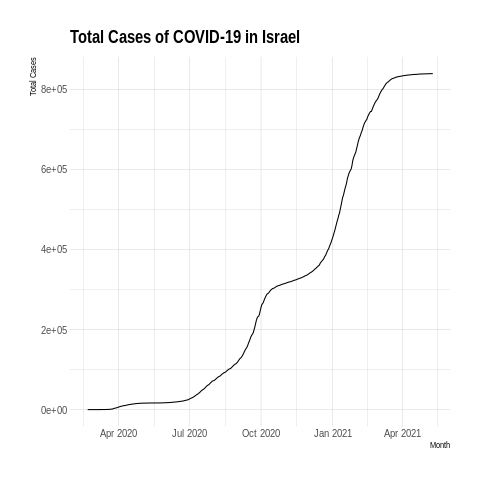 Total Cases of COVID-19 in Israel
Total Cases
8e+05
6e+05
4e+05
2e+05
0e+00
Apr 2020 Jul 2020 Oct 2020 Jan 2021 Apr 2021
Month